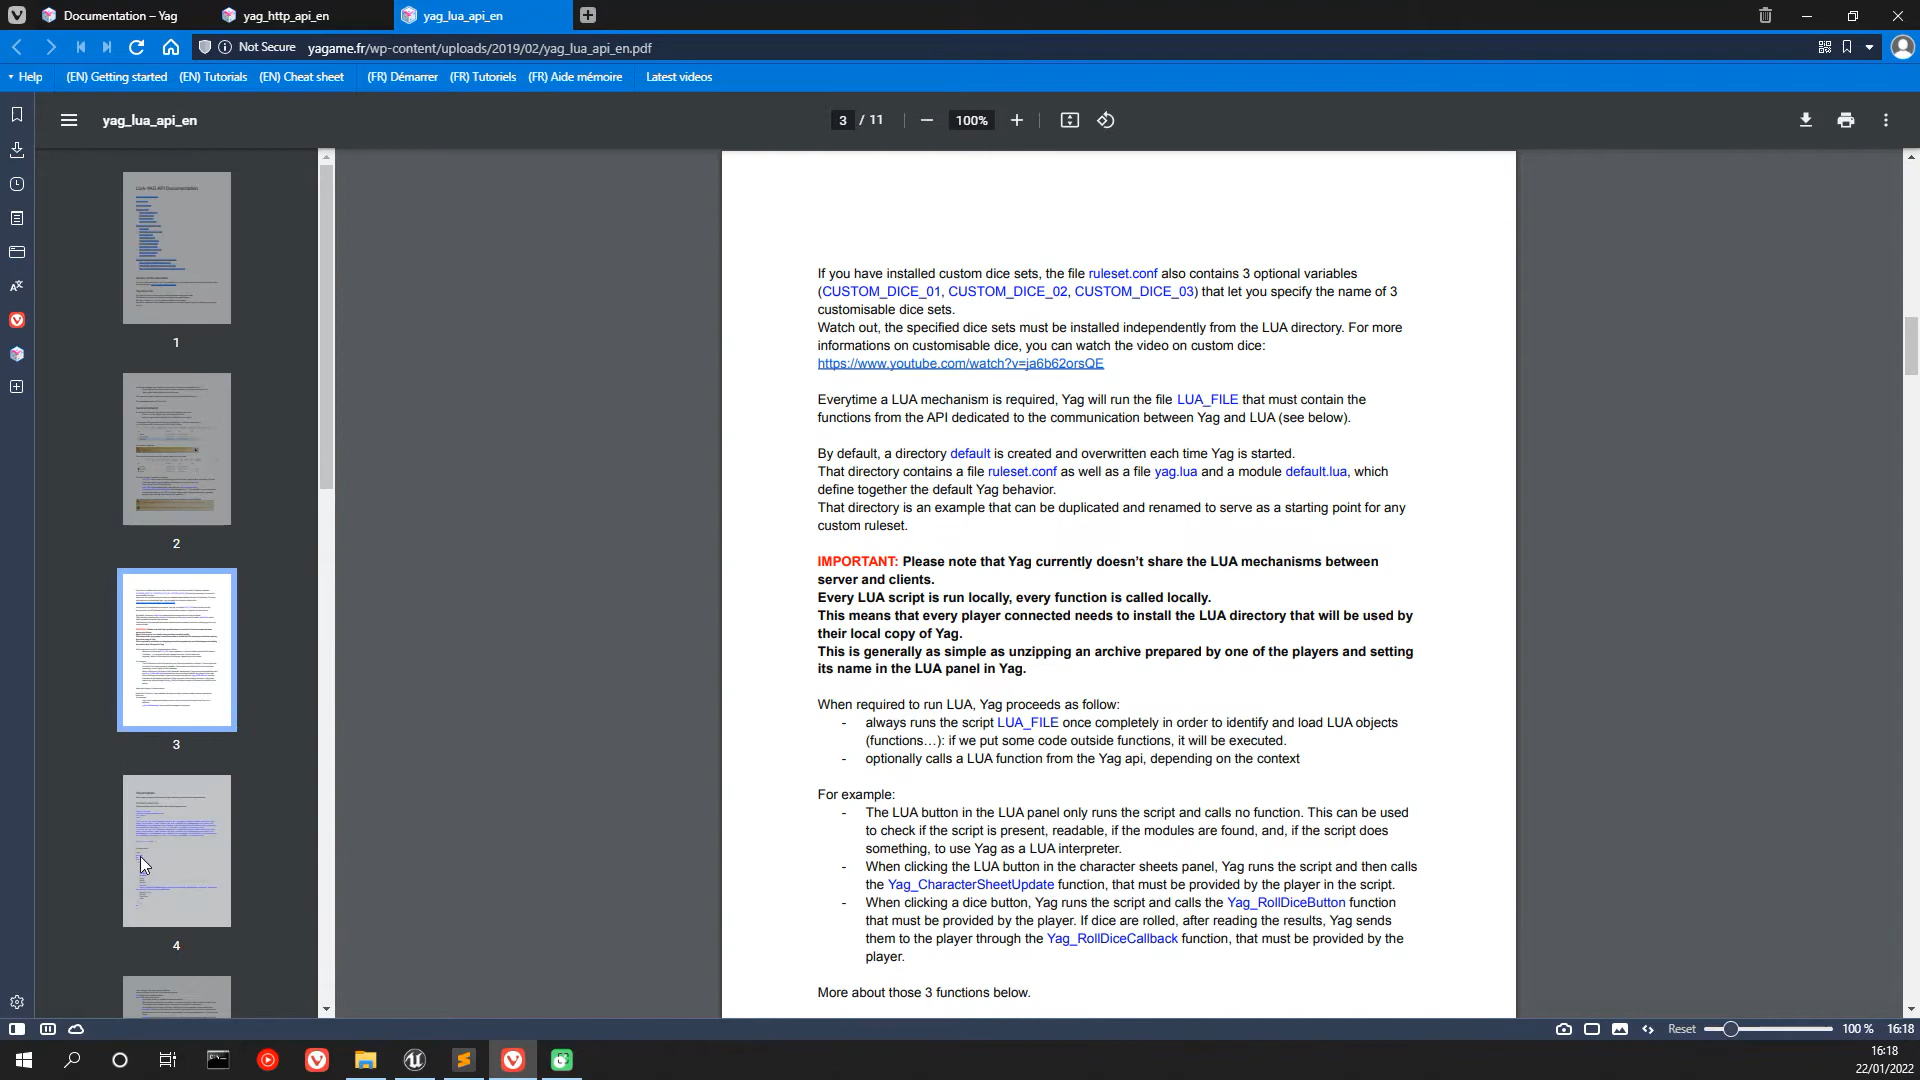 Documentation – Yag
yag_http_api_en
yag_lua_api_en
Not Secure
yagame.fr/wp-content/uploads/2019/02/yag_lua_api_en.pdf
Help
(EN) Getting started
(EN) Tutorials
(EN) Cheat sheet
(FR) Démarrer
(FR) Tutoriels
(FR) Aide mémoire
Latest videos
yag_lua_api_en
3 / 11
100%
1
2
3
4
If you have installed custom dice sets, the file ruleset.conf also contains 3 optional variables
(CUSTOM_DICE_01, CUSTOM_DICE_02, CUSTOM_DICE_03) that let you specify the name of 3
customisable dice sets.
Watch out, the specified dice sets must be installed independently from the LUA directory. For more
informations on customisable dice, you can watch the video on custom dice:
https://www.youtube.com/watch?v=ja6b62orsQE
Everytime a LUA mechanism is required, Yag will run the file LUA_FILE that must contain the
functions from the API dedicated to the communication between Yag and LUA (see below).
By default, a directory default is created and overwritten each time Yag is started.
That directory contains a file ruleset.conf as well as a file yag.lua and a module default.lua, which
define together the default Yag behavior.
That directory is an example that can be duplicated and renamed to serve as a starting point for any
custom ruleset.
IMPORTANT: Please note that Yag currently doesn't share the LUA mechanisms between
server and clients.
Every LUA script is run locally, every function is called locally.
This means that every player connected needs to install the LUA directory that will be used by
their local copy of Yag.
This is generally as simple as unzipping an archive prepared by one of the players and setting
its name in the LUA panel in Yag.
When required to run LUA, Yag proceeds as follow:
- always runs the script LUA_FILE once completely in order to identify and load LUA objects
(functions…): if we put some code outside functions, it will be executed.
- optionally calls a LUA function from the Yag api, depending on the context
For example:
- The LUA button in the LUA panel only runs the script and calls no function. This can be used
to check if the script is present, readable, if the modules are found, and, if the script does
something, to use Yag as a LUA interpreter.
- When clicking the LUA button in the character sheets panel, Yag runs the script and then calls
the Yag_CharacterSheetUpdate function, that must be provided by the player in the script.
- When clicking a dice button, Yag runs the script and calls the Yag_RollDiceButton function
that must be provided by the player. If dice are rolled, after reading the results, Yag sends
them to the player through the Yag_RollDiceCallback function, that must be provided by the
player.
More about those 3 functions below.
Reset
100 %
16:18
16:18
22/01/2022